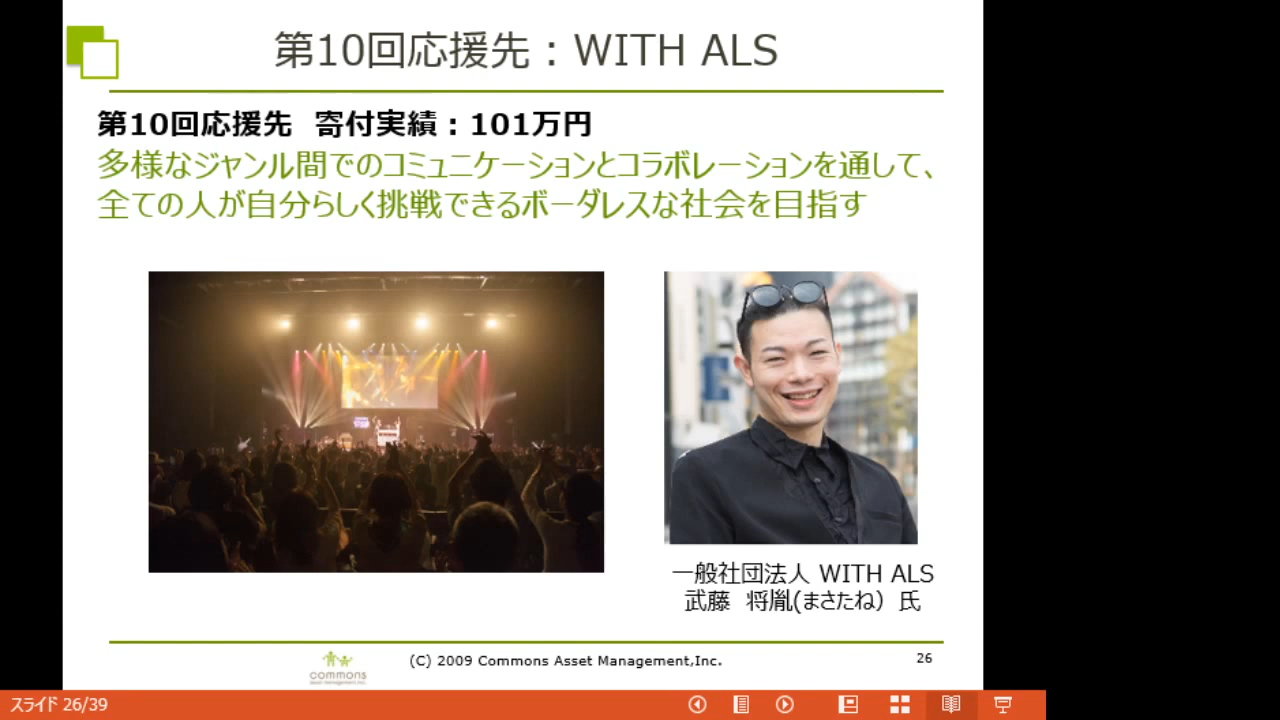 第10回応援先：WITH ALS
第10回応援先 寄付実績：101万円
多様なジャンル間でのコミュニケーションとコラボレーションを通して、
全ての人が自分らしく挑戦できるボーダレスな社会を目指す
一般社団法人 WITH ALS
武藤 将胤(まさたね）氏
commons
(C) 2009 Commons Asset Management,Inc.
26
スライド 26/39